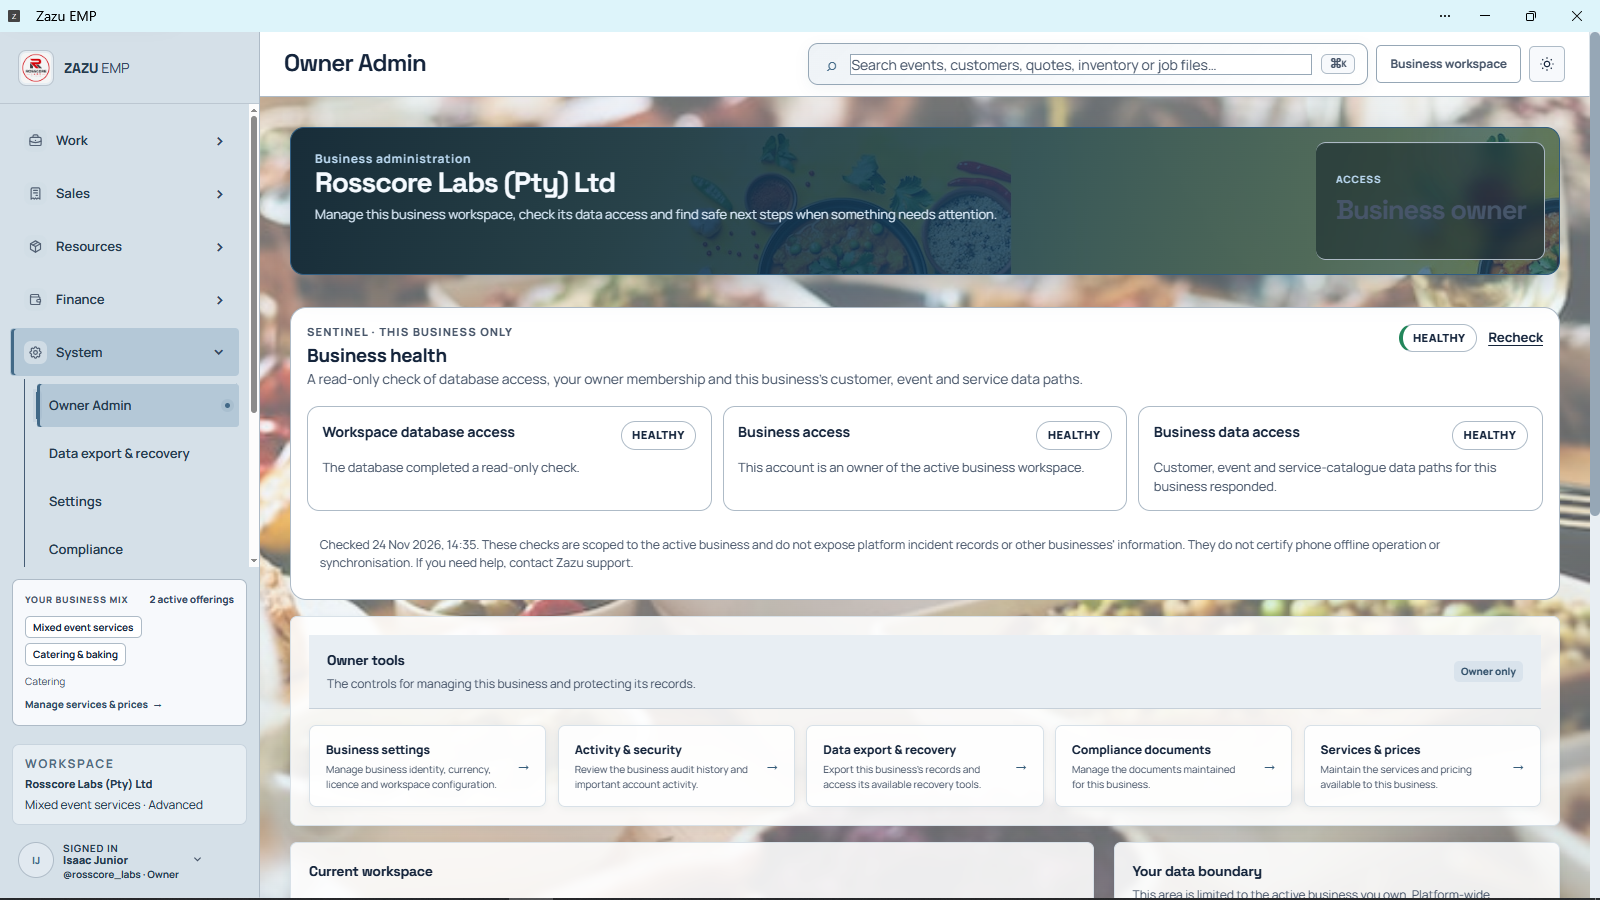 Zazu EMP
ZAZU EMP
Work
Sales
Resources
Finance
System
Owner Admin
Data export & recovery
Settings
Compliance
YOUR BUSINESS MIX 2 active offerings
Mixed event services
Catering & baking
Catering
Manage services & prices →
WORKSPACE
Rosscore Labs (Pty) Ltd
Mixed event services · Advanced
IJ
SIGNED IN
Isaac Junior
@rosscore_labs · Owner
Owner Admin
Search events, customers, quotes, inventory or job files...
⌘K
Business workspace
Business administration
Rosscore Labs (Pty) Ltd
Manage this business workspace, check its data access and find safe next steps when something needs attention.
ACCESS
Business owner
SENTINEL · THIS BUSINESS ONLY
Business health
A read-only check of database access, your owner membership and this business's customer, event and service data paths.
HEALTHY Recheck
Workspace database access HEALTHY
The database completed a read-only check.
Business access HEALTHY
This account is an owner of the active business workspace.
Business data access HEALTHY
Customer, event and service-catalogue data paths for this
business responded.
Checked 24 Nov 2026, 14:35. These checks are scoped to the active business and do not expose platform incident records or other businesses' information. They do not certify phone offline operation or
synchronisation. If you need help, contact Zazu support.
Owner tools
The controls for managing this business and protecting its records.
Owner only
Business settings
Manage business identity, currency,
licence and workspace configuration.
→
Activity & security
Review the business audit history and
important account activity.
→
Data export & recovery
Export this business's records and
access its available recovery tools.
→
Compliance documents
Manage the documents maintained
for this business.
→
Services & prices
Maintain the services and pricing
available to this business.
→
Current workspace
Your data boundary
This area is limited to the active business you own. Platform-wide